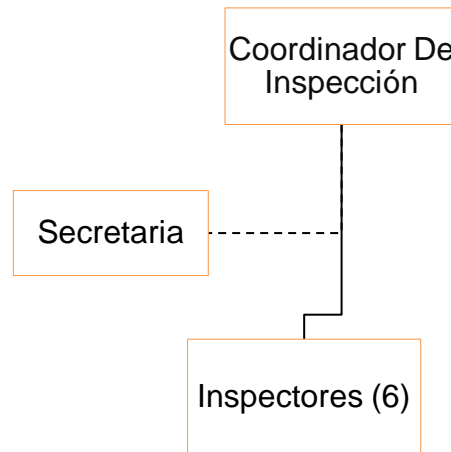 Coordinador De
Inspección
Secretaria
Inspectores (6)